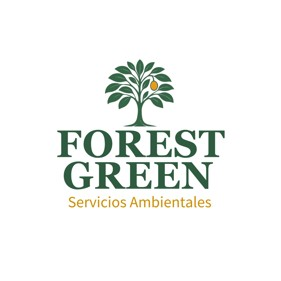 FOREST
GREEN
Servicios Ambientales